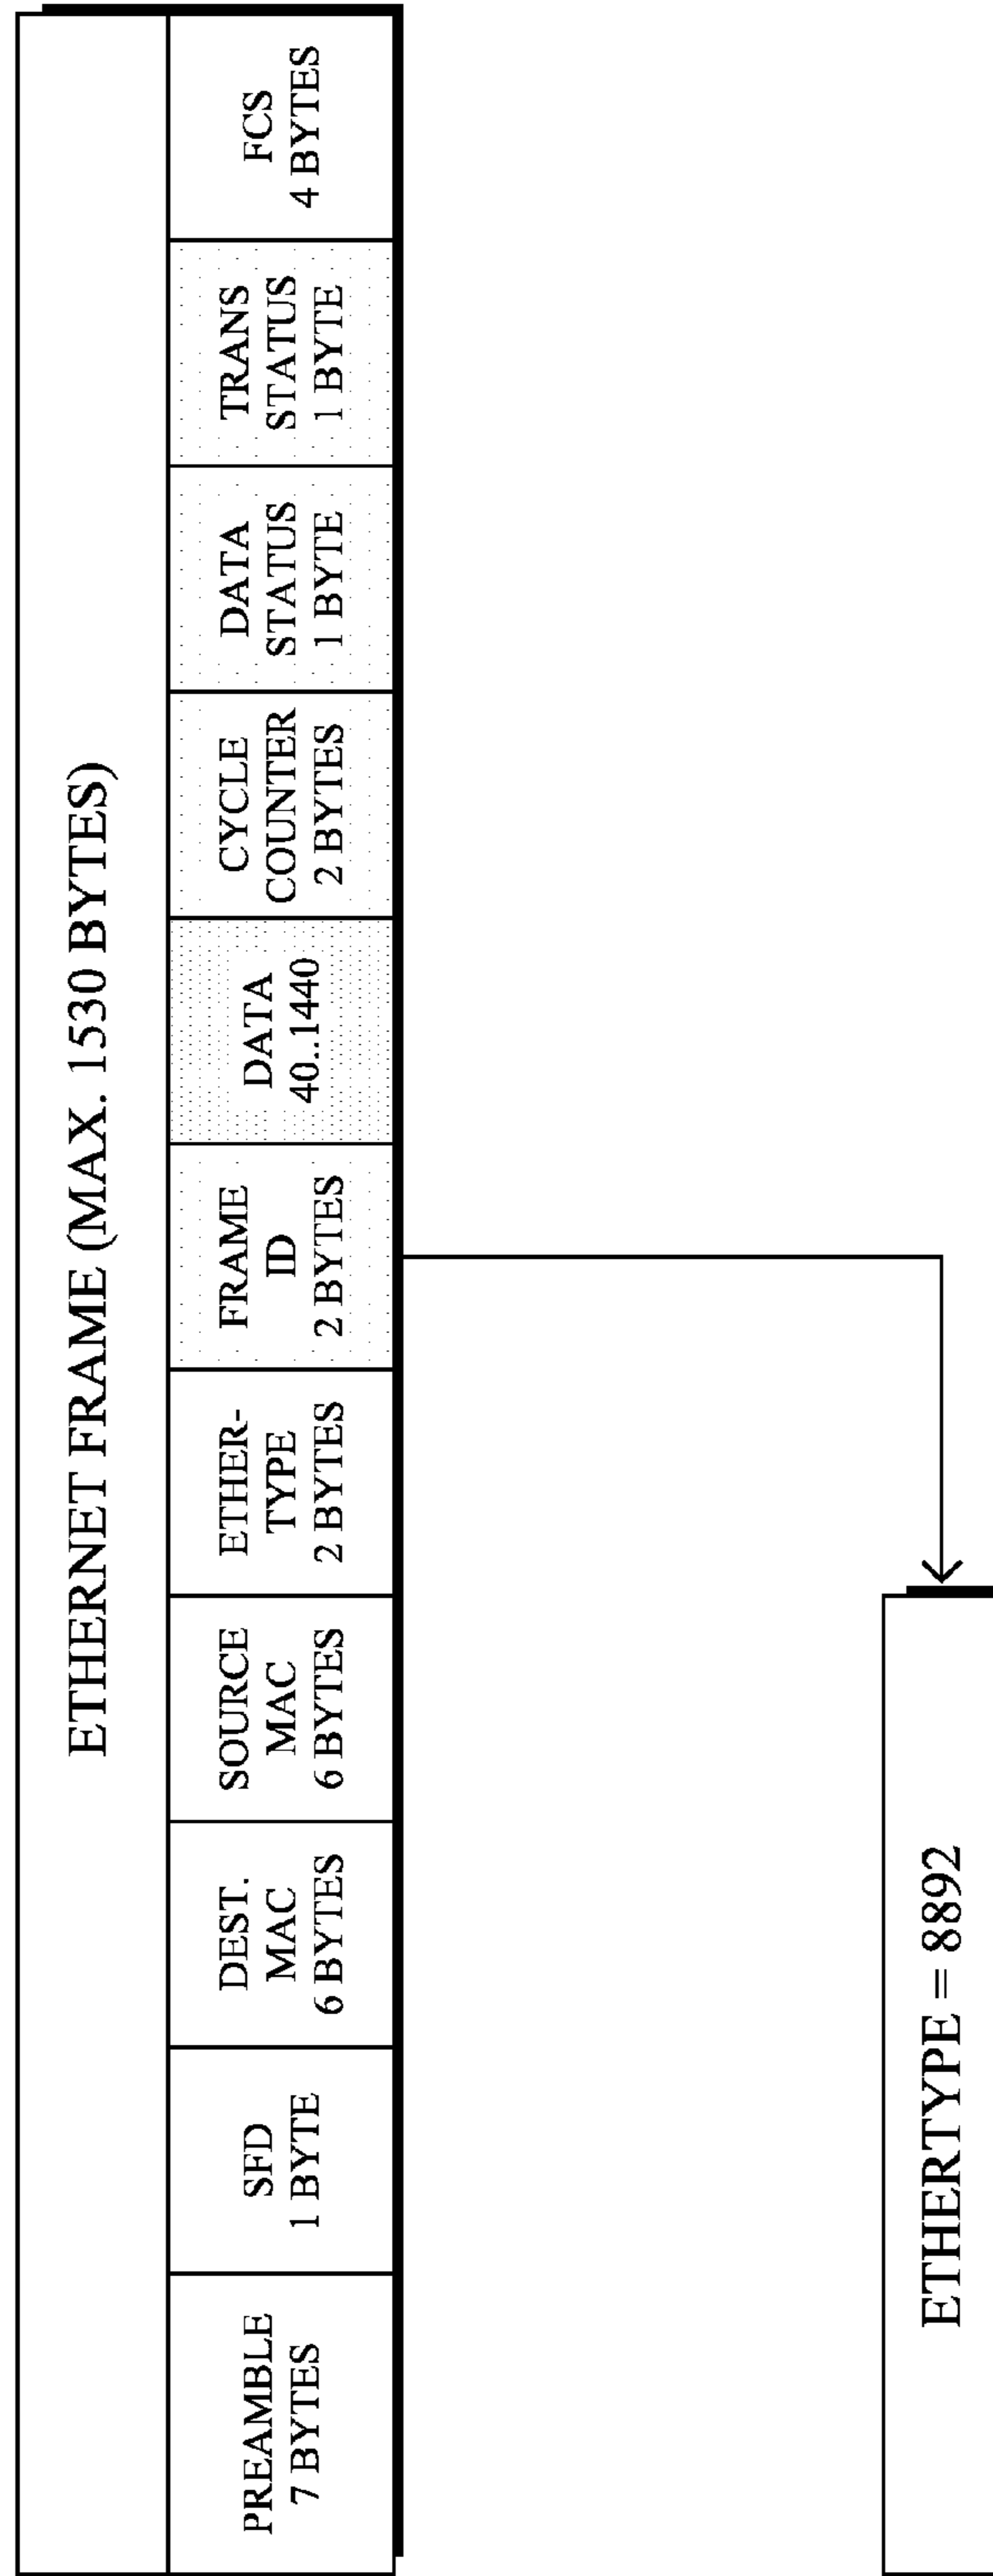 ETHERNET FRAME (MAX. 1530 BYTES)
PREAMBLE
7 BYTES
SFD
1 BYTE
DEST.
MAC
6 BYTES
SOURCE
MAC
6 BYTES
ETHER-
TYPE
2 BYTES
FRAME
ID
2 BYTES
DATA
40..1440
CYCLE
COUNTER
2 BYTES
DATA
STATUS
1 BYTE
TRANS
STATUS
1 BYTE
FCS
4 BYTES
ETHERTYPE = 8892